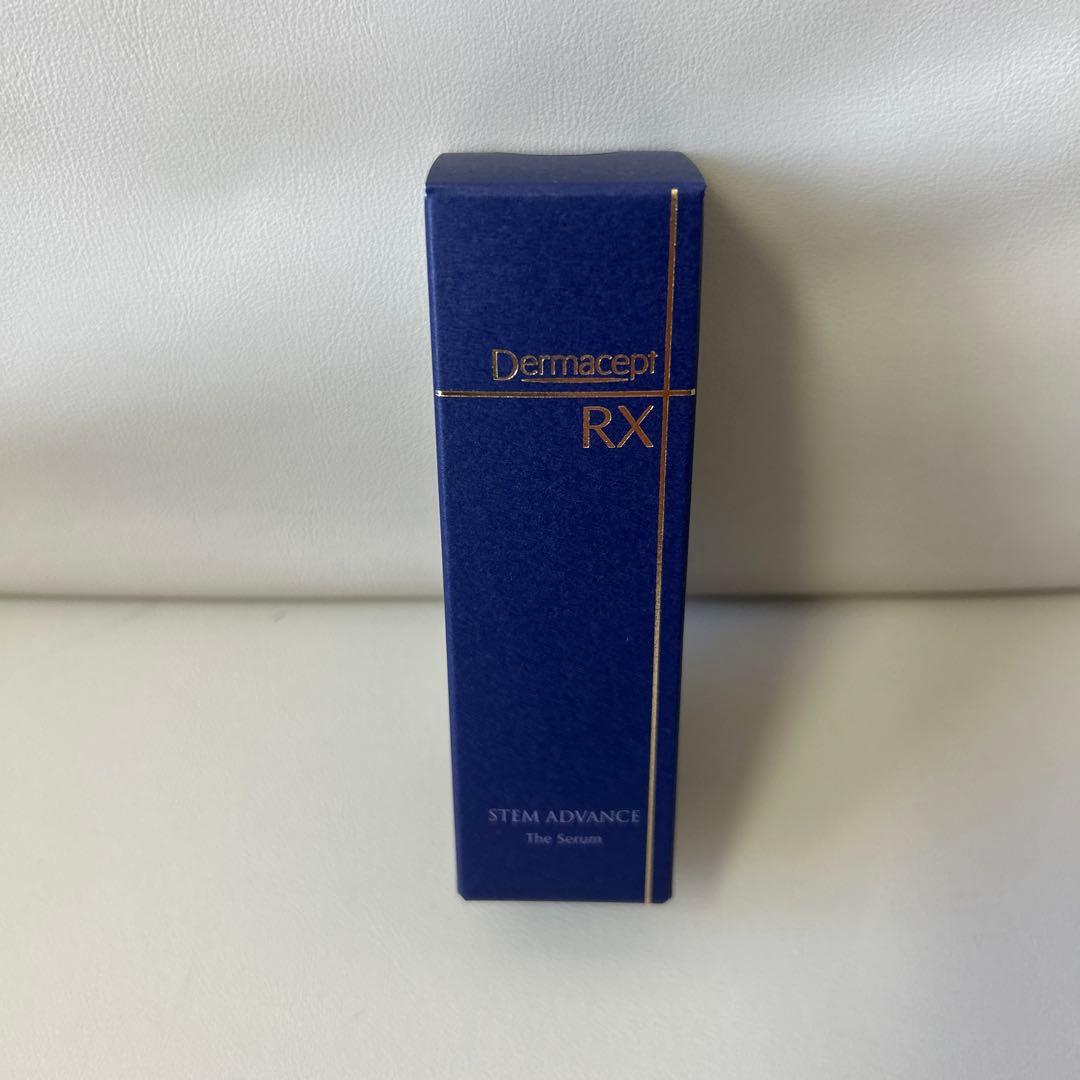 Dermacept
RX
STEM ADVANCE
The Serum